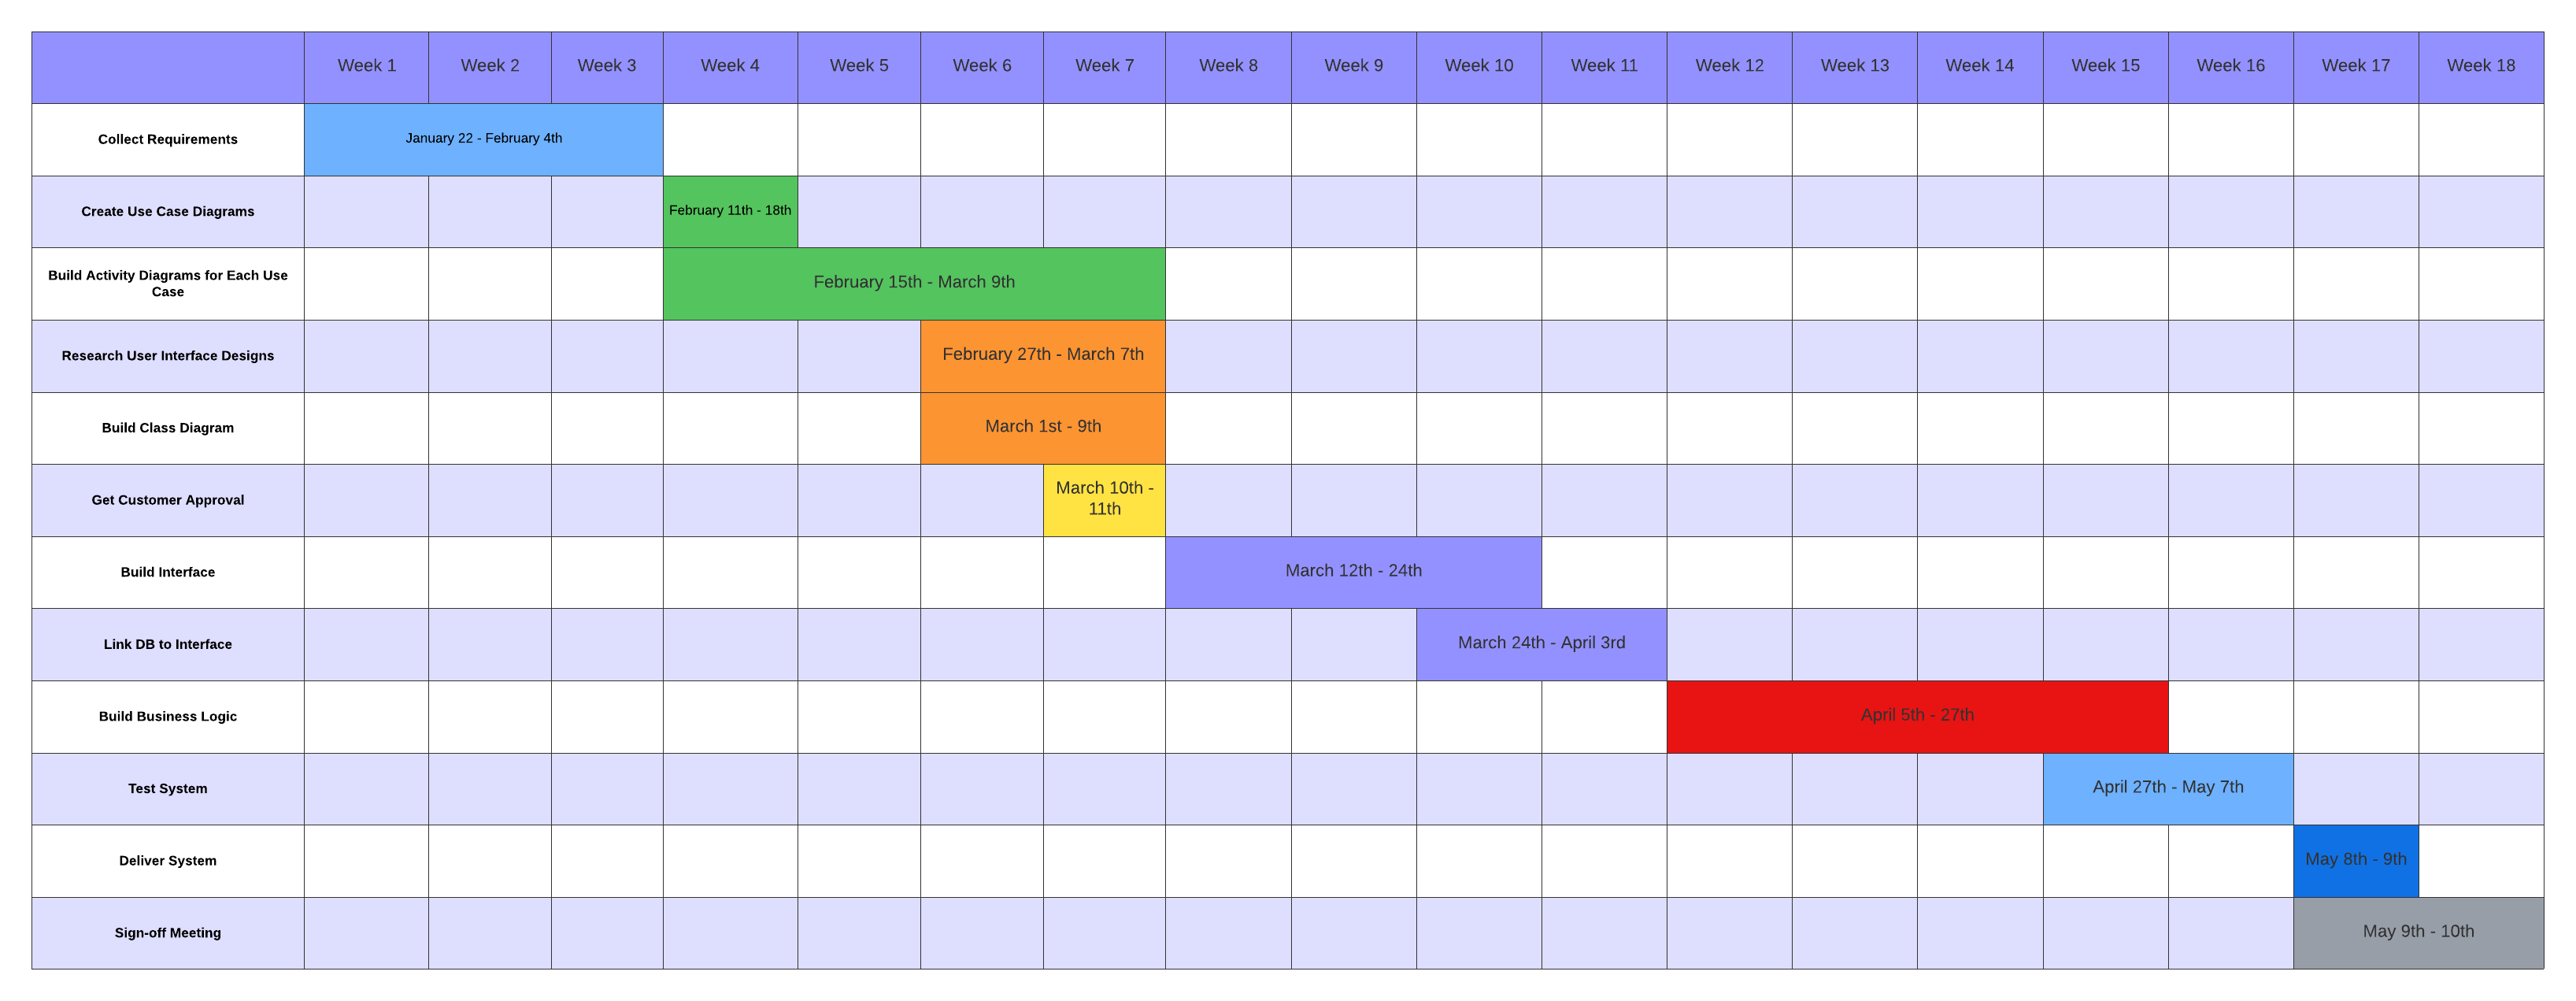 Week 1 Week 2 Week 3 Week 4 Week 5 Week 6 Week 7 Week 8 Week 9 Week 10 Week 11 Week 12 Week 13 Week 14 Week 15 Week 16 Week 17 Week 18
Collect Requirements January 22 - February 4th
Create Use Case Diagrams February 11th - 18th
Build Activity Diagrams for Each Use
Case
February 15th - March 9th
Research User Interface Designs February 27th - March 7th
Build Class Diagram March 1st - 9th
Get Customer Approval
March 10th -
11th
Build Interface March 12th - 24th
Link DB to Interface March 24th - April 3rd
Build Business Logic April 5th - 27th
Test System April 27th - May 7th
Deliver System May 8th - 9th
Sign-off Meeting May 9th - 10th